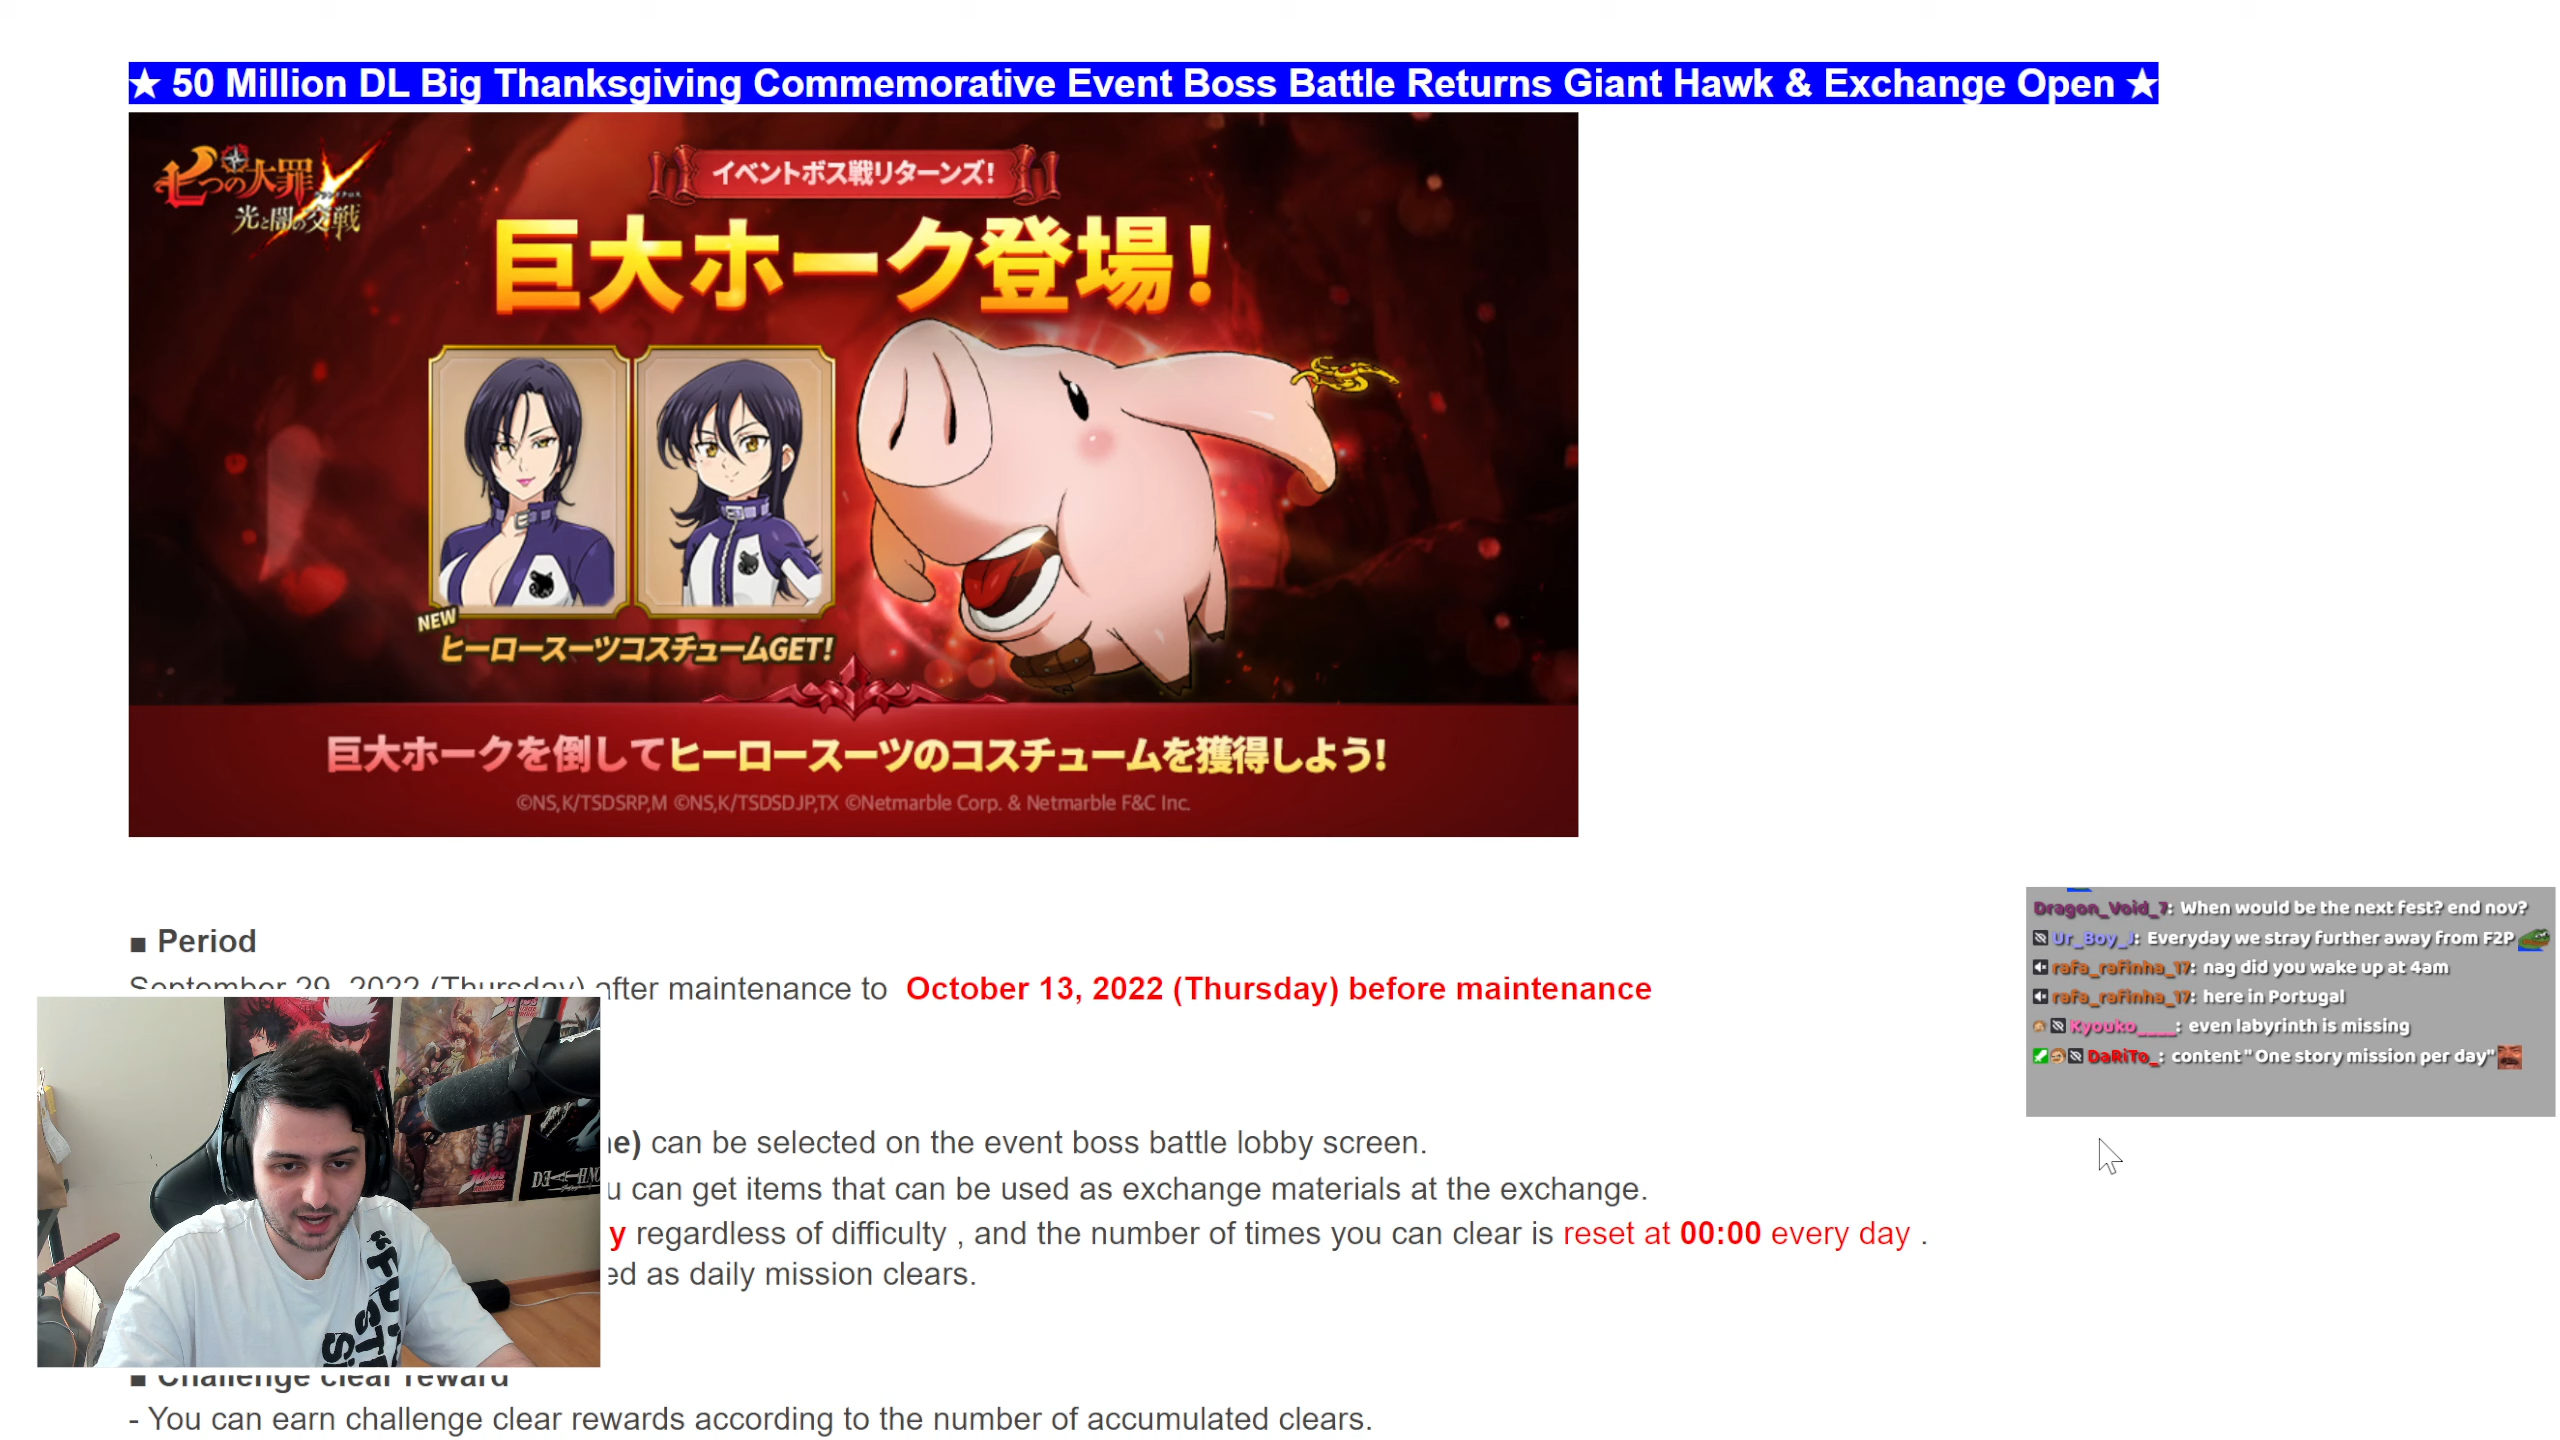 ★ 50 Million DL Big Thanksgiving Commemorative Event Boss Battle Returns Giant Hawk & Exchange Open ★
七つの大罪
光と闇の交戦
イベントボス戦リターンズ!
巨大ホーク登場!
NEW
ヒーロースーツコスチュームGET!
巨大ホークを倒してヒーロースーツのコスチュームを獲得しよう!
©NS,K/TSDSRP,M ©NS,K/TSDSDJP,TX ©Netmarble Corp. & Netmarble F&C Inc.
■ Period
September 29, 2022 (Thursday) after maintenance to October 13, 2022 (Thursday) before maintenance
e) can be selected on the event boss battle lobby screen.
u can get items that can be used as exchange materials at the exchange.
y regardless of difficulty , and the number of times you can clear is reset at 00:00 every day .
ed as daily mission clears.
■ Challenge clear reward
- You can earn challenge clear rewards according to the number of accumulated clears.
Dragon_Void_7: When would be the next fest? end nov?
Ur_Boy_J: Everyday we stray further away from F2P
rafa_rafinha_17: nag did you wake up at 4am
rafa_rafinha_17: here in Portugal
Kyouko____: even labyrinth is missing
DaRiTo_: content " One story mission per day"